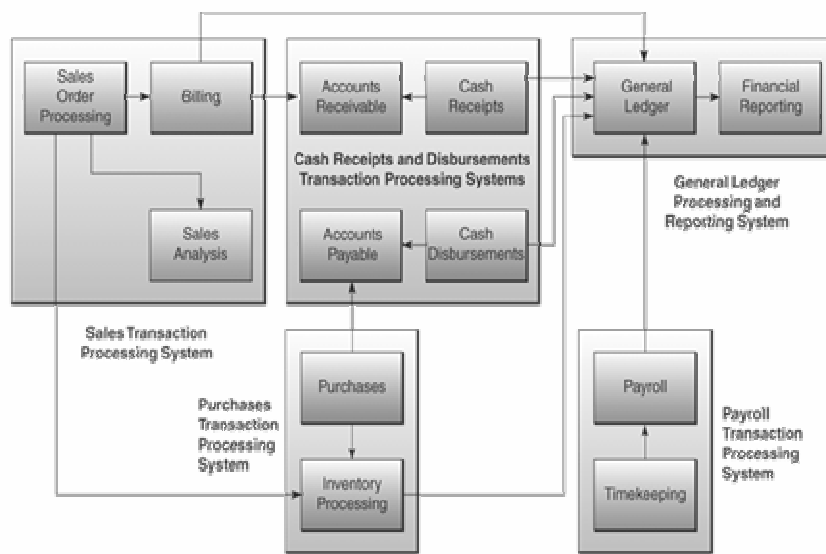 Sales
Order
Processing
Billing
Accounts
Receivable
Cash
Receipts
General
Ledger
Financial
Reporting
Cash Receipts and Disbursements
Transaction Processing Systems
General Ledger
Processing and
Reporting System
Sales
Analysis
Accounts
Payable
Cash
Disbursements
Sales Transaction
Processing System
Purchases
Transaction
Processing
System
Purchases
Inventory
Processing
Payroll
Timekeeping
Payroll
Transaction
Processing
System